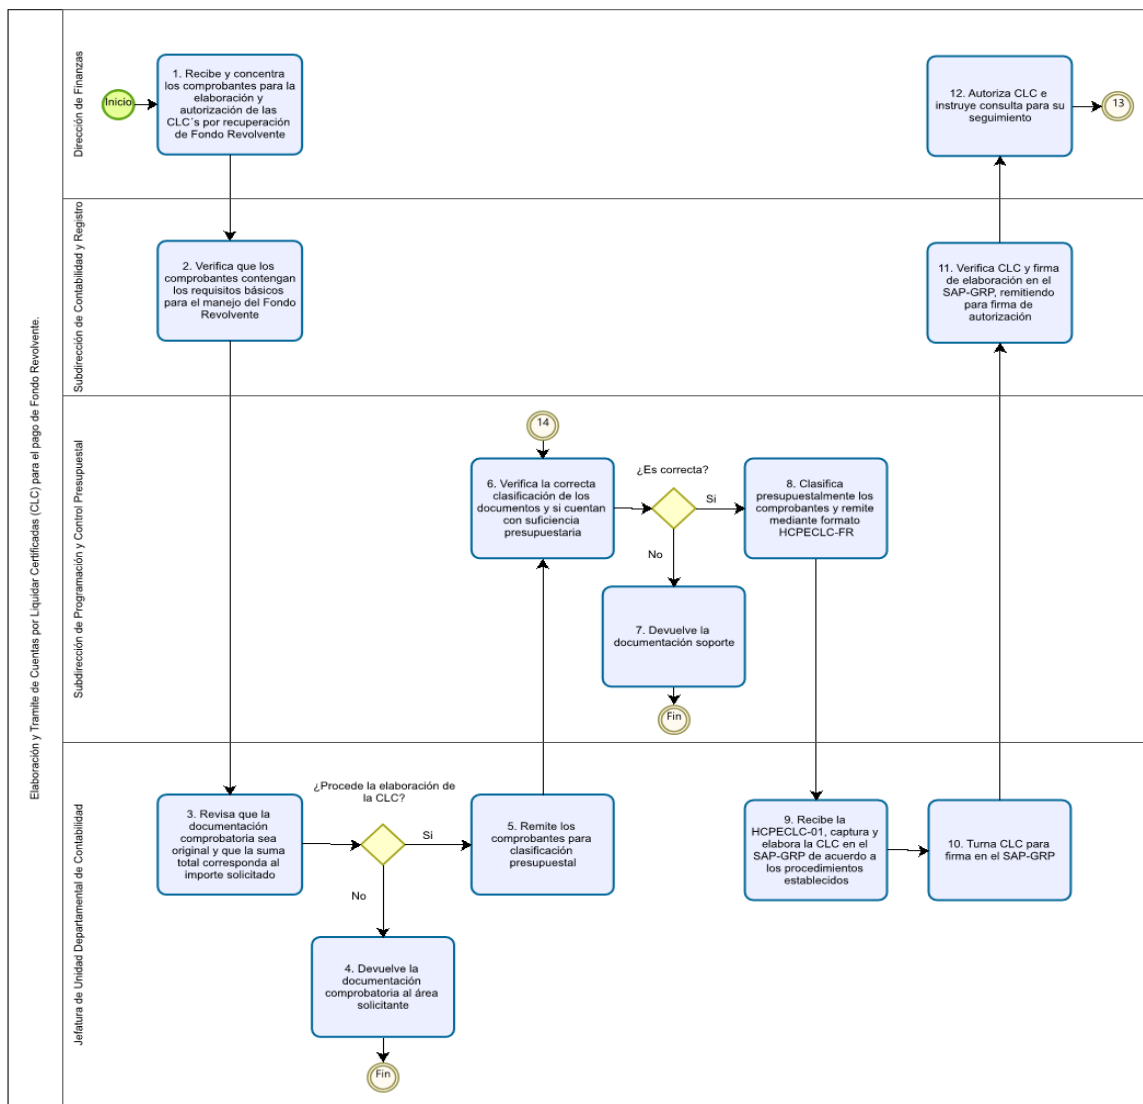 Elaboración y Tramite de Cuentas por Liquidar Certificadas (CLC) para el pago de Fondo Revolvente.
Dirección de Finanzas
Inicio
1. Recibe y concentra
los comprobantes para la
elaboración y
autorización de las
CLC´s por recuperación
de Fondo Revolvente
12. Autoriza CLC e
instruye consulta para su
seguimiento
13
Subdirección de Contabilidad y Registro
2. Verifica que los
comprobantes contengan
los requisitos básicos
para el manejo del Fondo
Revolvente
11. Verifica CLC y firma
de elaboración en el
SAP-GRP, remitiendo
para firma de
autorización
Subdirección de Programación y Control Presupuestal
14
6. Verifica la correcta
clasificación de los
documentos y si cuentan
con suficiencia
presupuestaria
¿Es correcta?
Si
No
8. Clasifica
presupuestalmente los
comprobantes y remite
mediante formato
HCPECLC-FR
7. Devuelve la
documentación soporte
Fin
Jefatura de Unidad Departamental de Contabilidad
3. Revisa que la
documentación
comprobatoria sea
original y que la suma
total corresponda al
importe solicitado
¿Procede la elaboración de
la CLC?
Si
No
5. Remite los
comprobantes para
clasificación
presupuestal
9. Recibe la
HCPECLC-01, captura y
elabora la CLC en el
SAP-GRP de acuerdo a
los procedimientos
establecidos
10. Turna CLC para
firma en el SAP-GRP
4. Devuelve la
documentación
comprobatoria al área
solicitante
Fin